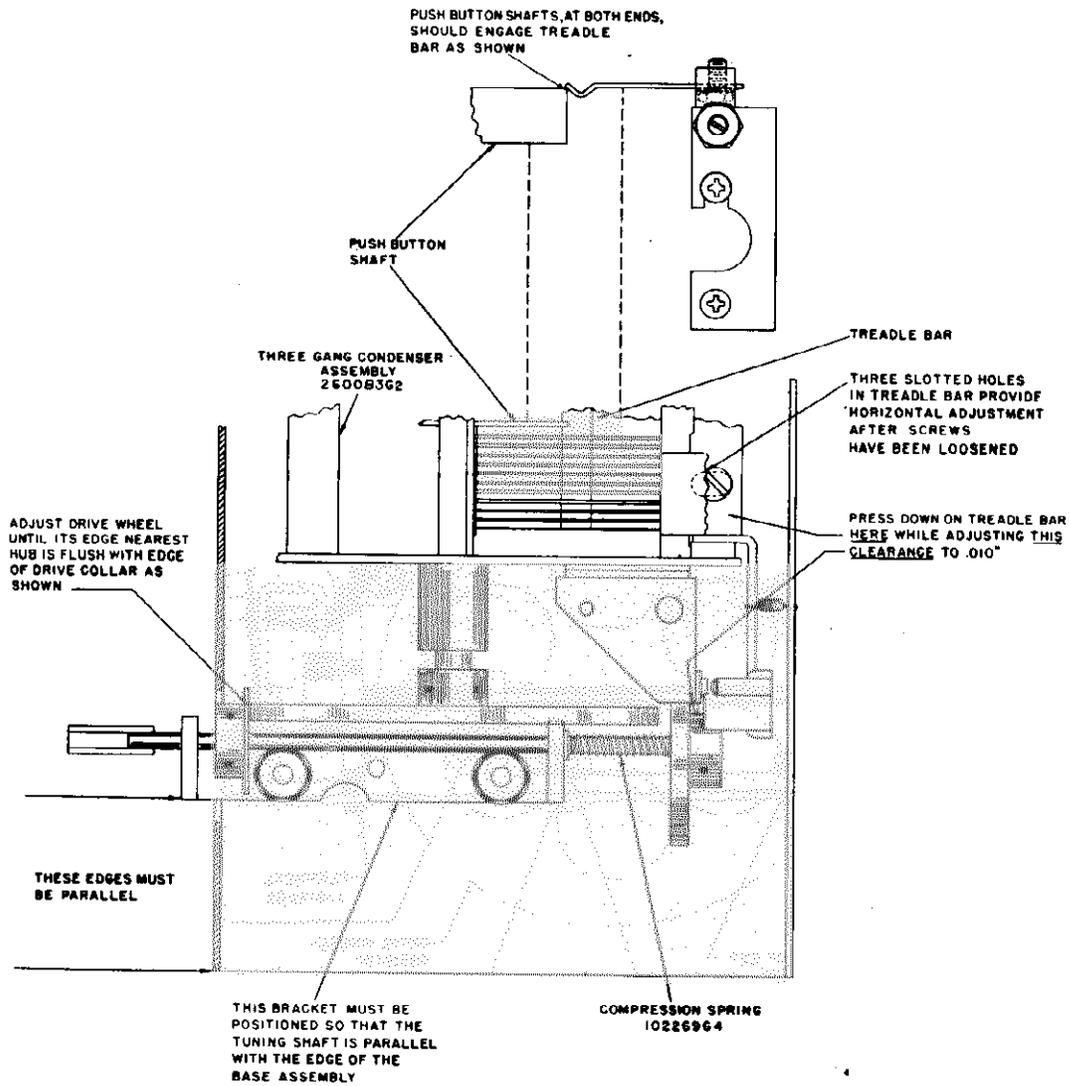 PUSH BUTTON SHAFTS, AT BOTH ENDS,
SHOULD ENGAGE TREADLE
BAR AS SHOWN
PUSH BUTTON
SHAFT
TREADLE BAR
THREE GANG CONDENSER
ASSEMBLY
26008362
THREE SLOTTED HOLES
IN TREADLE BAR PROVIDE
HORIZONTAL ADJUSTMENT
AFTER SCREWS
HAVE BEEN LOOSENED
ADJUST DRIVE WHEEL
UNTIL ITS EDGE NEAREST
HUB IS FLUSH WITH EDGE
OF DRIVE COLLAR AS
SHOWN
PRESS DOWN ON TREADLE BAR
HERE WHILE ADJUSTING THIS
CLEARANCE TO .010"
THESE EDGES MUST
BE PARALLEL
THIS BRACKET MUST BE
POSITIONED SO THAT THE
TUNING SHAFT IS PARALLEL
WITH THE EDGE OF THE
BASE ASSEMBLY
COMPRESSION SPRING
10226964